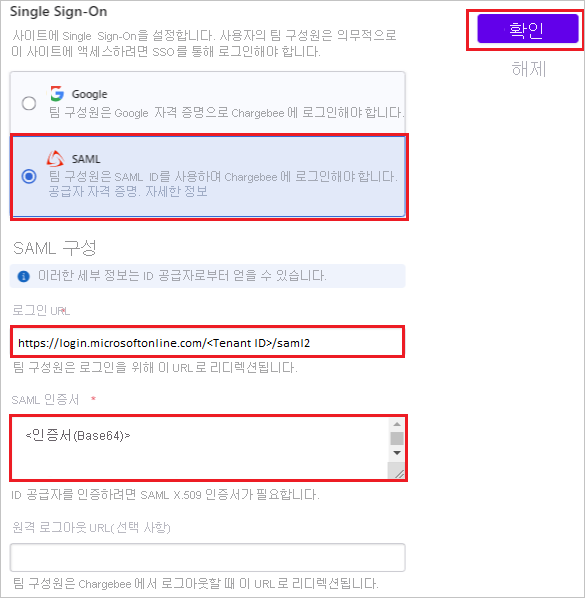 Single Sign-On
확인
사이트에 Single Sign-On을 설정합니다. 사용자의 팀 구성원은 의무적으로
이 사이트에 액세스하려면 SSO를 통해 로그인해야 합니다.
해제
Google
팀 구성원은 Google 자격 증명으로 Chargebee 에 로그인해야 합니다.
SAML
팀 구성원은 SAML ID를 사용하여 Chargebee 에 로그인해야 합니다.
공급자 자격 증명. 자세한 정보
SAML 구성
이러한 세부 정보는 ID 공급자로부터 얻을 수 있습니다.
로그인 URL*
https://login.microsoftonline.com/<Tenant ID>/saml2
팀 구성원은 로그인을 위해 이 URL로 리디렉션됩니다.
SAML 인증서 *
<인증서(Base64)>
ID 공급자를 인증하려면 SAML X.509 인증서가 필요합니다.
원격 로그아웃 URL(선택 사항)
팀 구성원은 Chargebee 에서 로그아웃할 때 이 URL로 리디렉션됩니다.